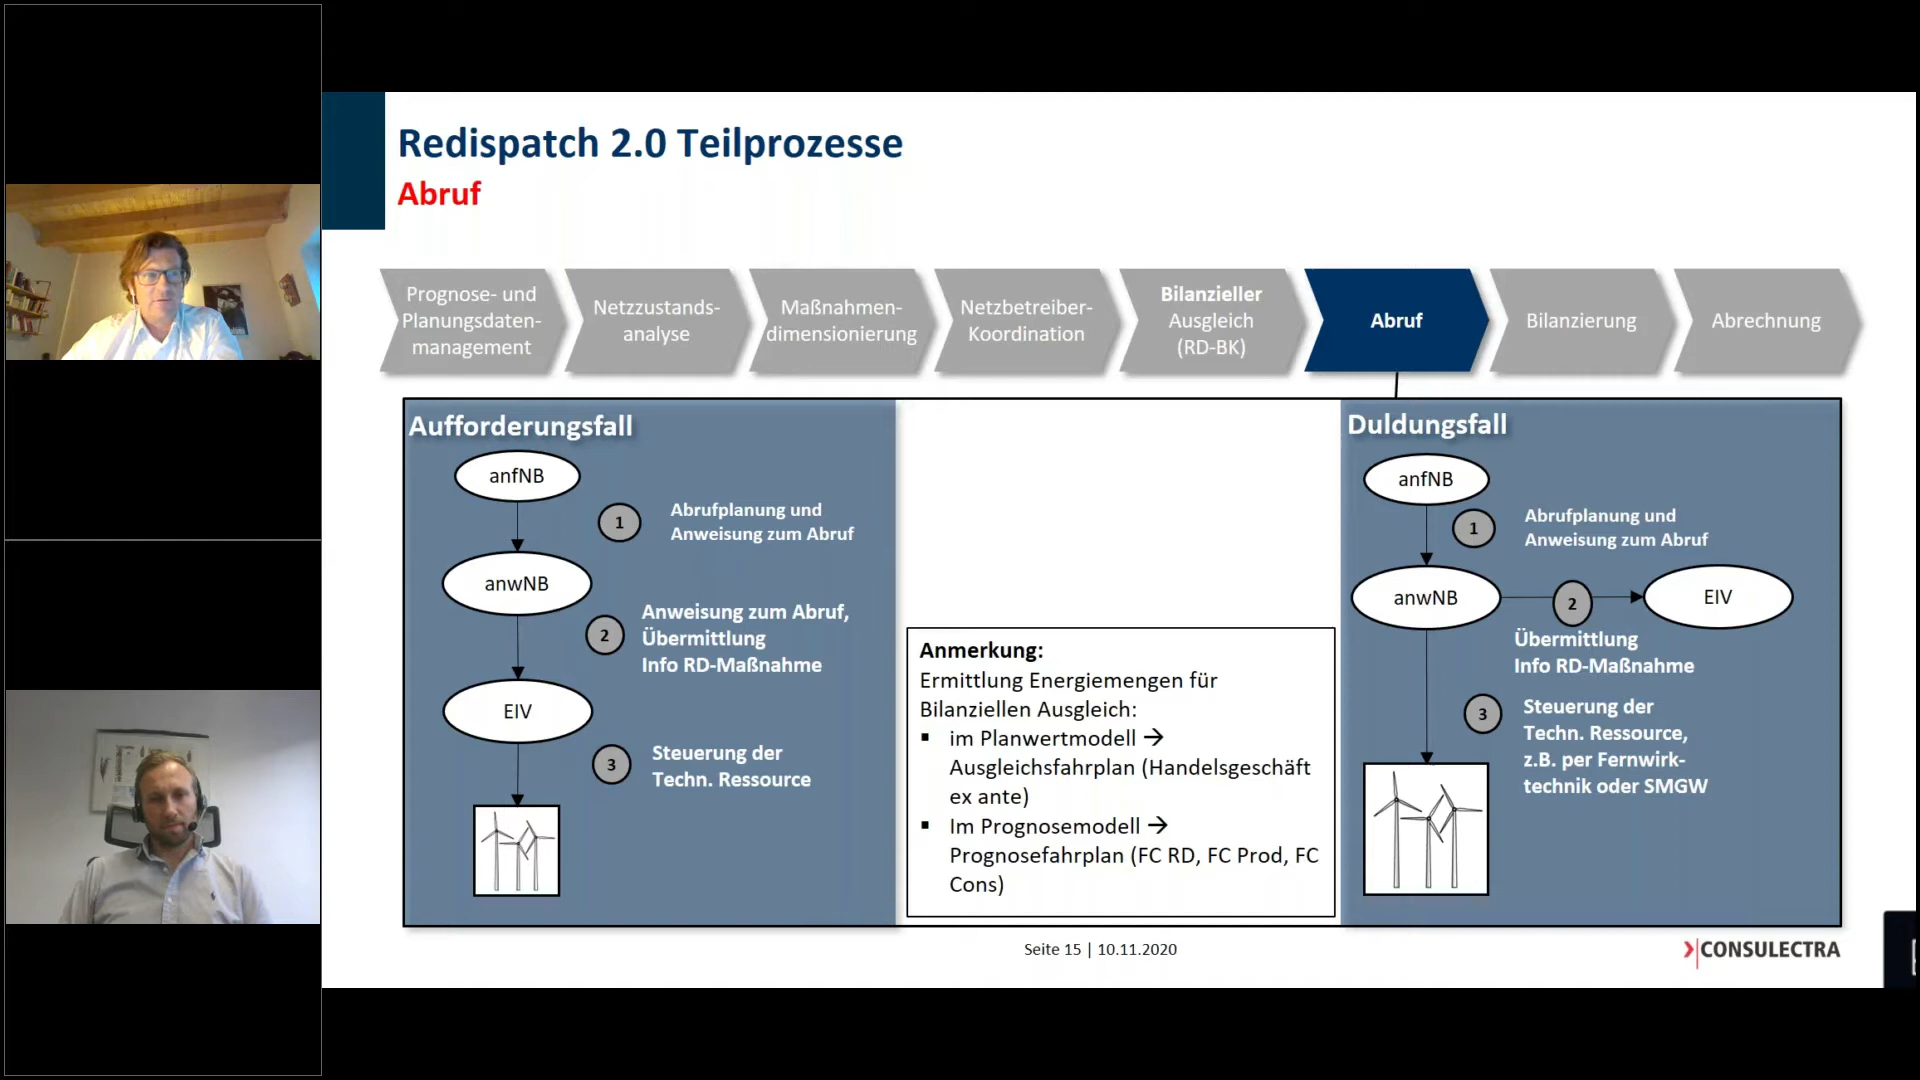 Redispatch 2.0 Teilprozesse
Abruf
Prognose- und
Planungsdaten-
management
Netzzustands-
analyse
Maßnahmen-
dimensionierung
Netzbetreiber-
Koordination
Bilanzieller
Ausgleich
(RD-BK)
Abruf
Bilanzierung
Abrechnung
Aufforderungsfall
anfNB
1
Abrufplanung und
Anweisung zum Abruf
anwNB
2
Anweisung zum Abruf,
Übermittlung
Info RD-Maßnahme
EIV
3
Steuerung der
Techn. Ressource
Anmerkung:
Ermittlung Energiemengen für
Bilanziellen Ausgleich:
▪ im Planwertmodell →
Ausgleichsfahrplan (Handelsgeschäft
ex ante)
▪ Im Prognosemodell →
Prognosefahrplan (FC RD, FC Prod, FC
Cons)
Duldungsfall
anfNB
1
Abrufplanung und
Anweisung zum Abruf
anwNB
2
EIV
Übermittlung
Info RD-Maßnahme
3
Steuerung der
Techn. Ressource,
z.B. per Fernwirk-
technik oder SMGW
Seite 15 | 10.11.2020
CONSULECTRA